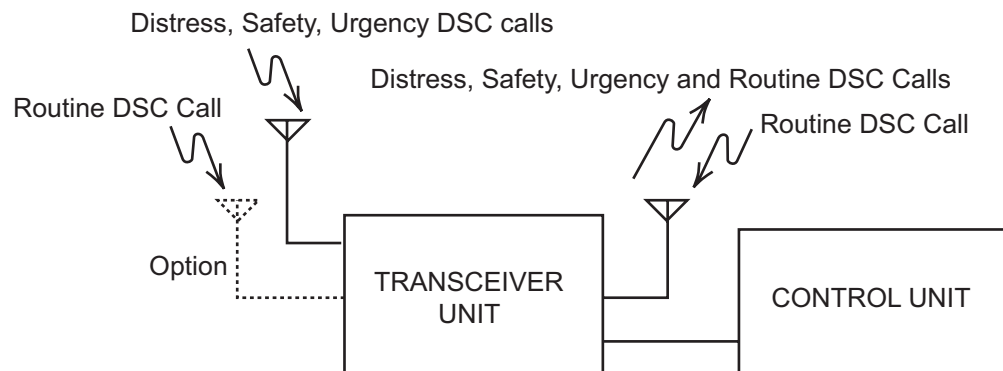 Distress, Safety, Urgency DSC calls
Distress, Safety, Urgency and Routine DSC Calls
Routine DSC Call
Routine DSC Call
Option
TRANSCEIVER
UNIT
CONTROL UNIT